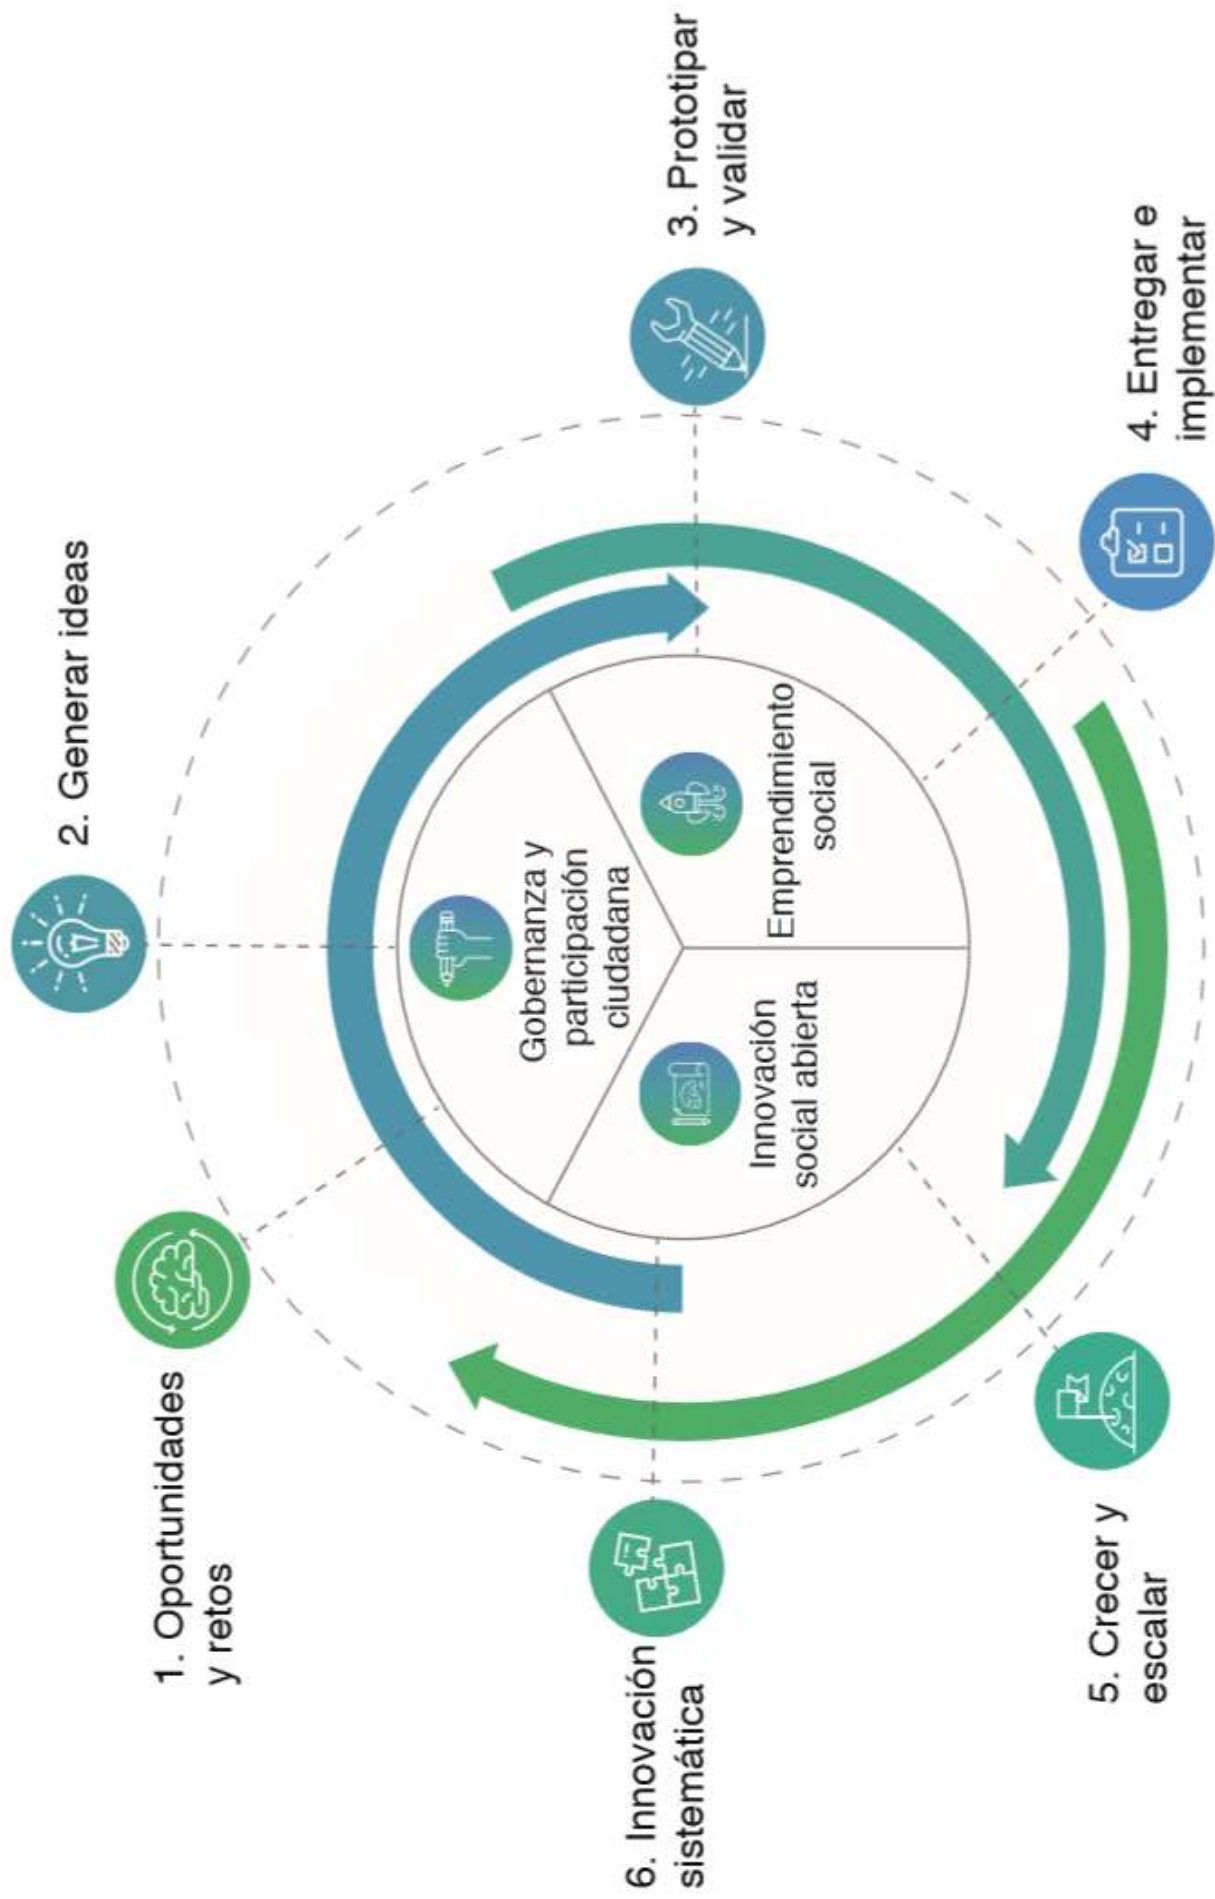 1. Oportunidades
y retos
2. Generar ideas
3. Prototipar
y validar
4. Entregar e
implementar
5. Crecer y
escalar
6. Innovación
sistemática
Gobernanza y
participación
ciudadana
Innovación
social abierta
Emprendimiento
social